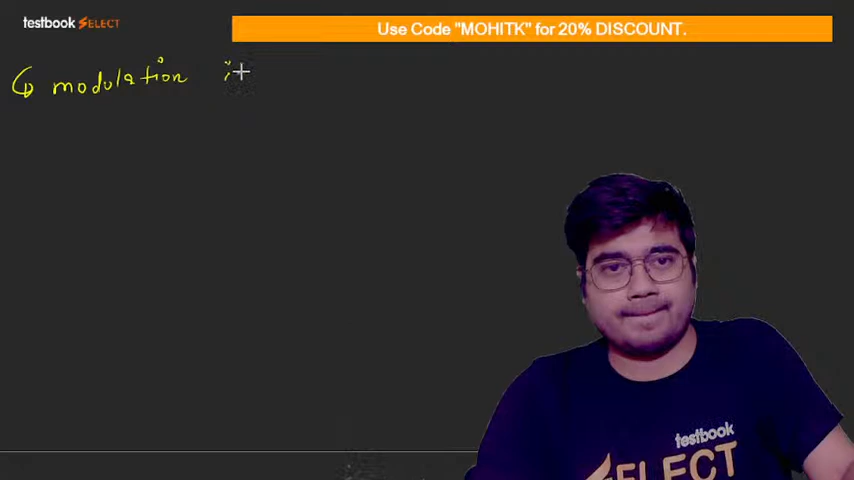 testbook SELECT
Use Code "MOHITK" for 20% DISCOUNT.
modulation
testbook
SELECT